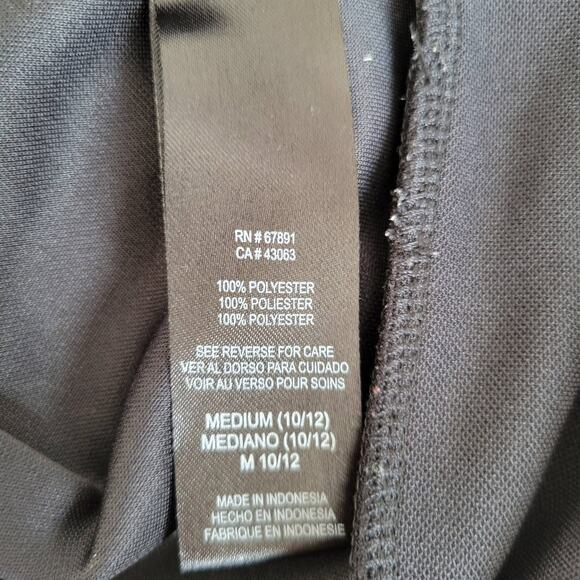 RN # 67891
CA # 43063
100% POLYESTER
100% POLIESTER
100% POLYESTER
SEE REVERSE FOR CARE
VER AL DORSO PARA CUIDADO
VOIR AU VERSO POUR SOINS
MEDIUM (10/12)
MEDIANO (10/12)
M 10/12
MADE IN INDONESIA
HECHO EN INDONESIA
FABRIQUE EN INDONESIE